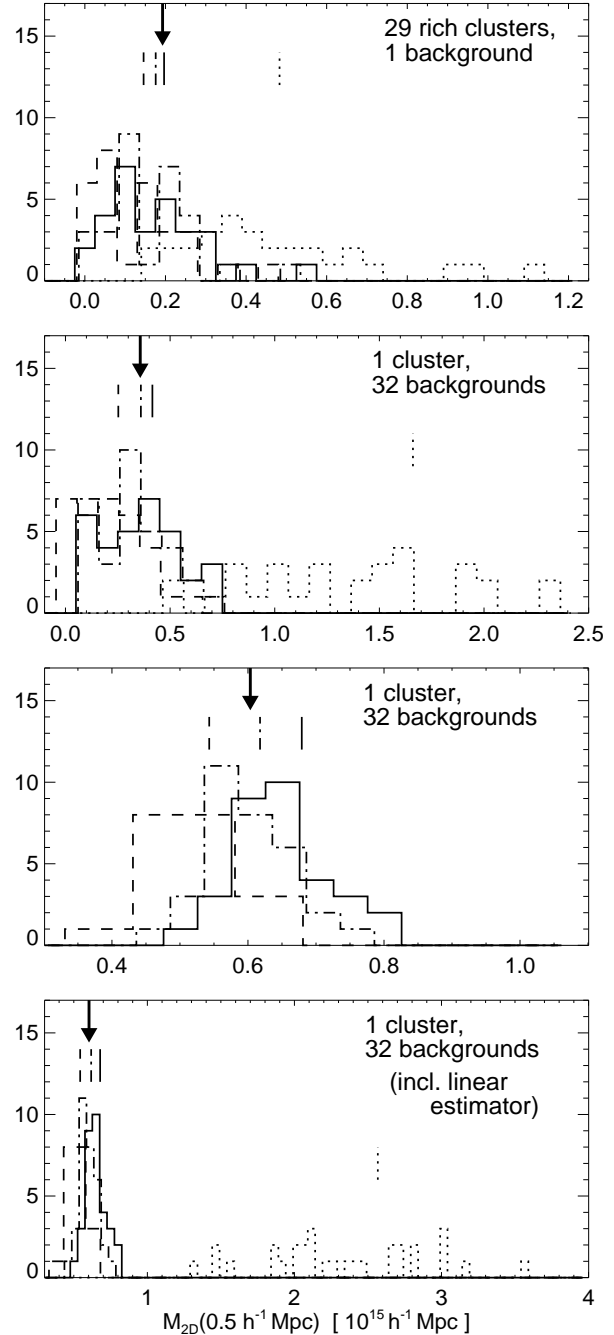 29 rich clusters,
1 background
15
10
5
0
0.0 0.2 0.4 0.6 0.8 1.0 1.2
1 cluster,
32 backgrounds
15
10
5
0
0.0 0.5 1.0 1.5 2.0 2.5
1 cluster,
32 backgrounds
15
10
5
0
0.4 0.6 0.8 1.0
1 cluster,
32 backgrounds
(incl. linear
estimator)
15
10
5
0
1 2 3 4
M2D(0.5 h-1 Mpc) [ 1015 h-1 Mpc ]